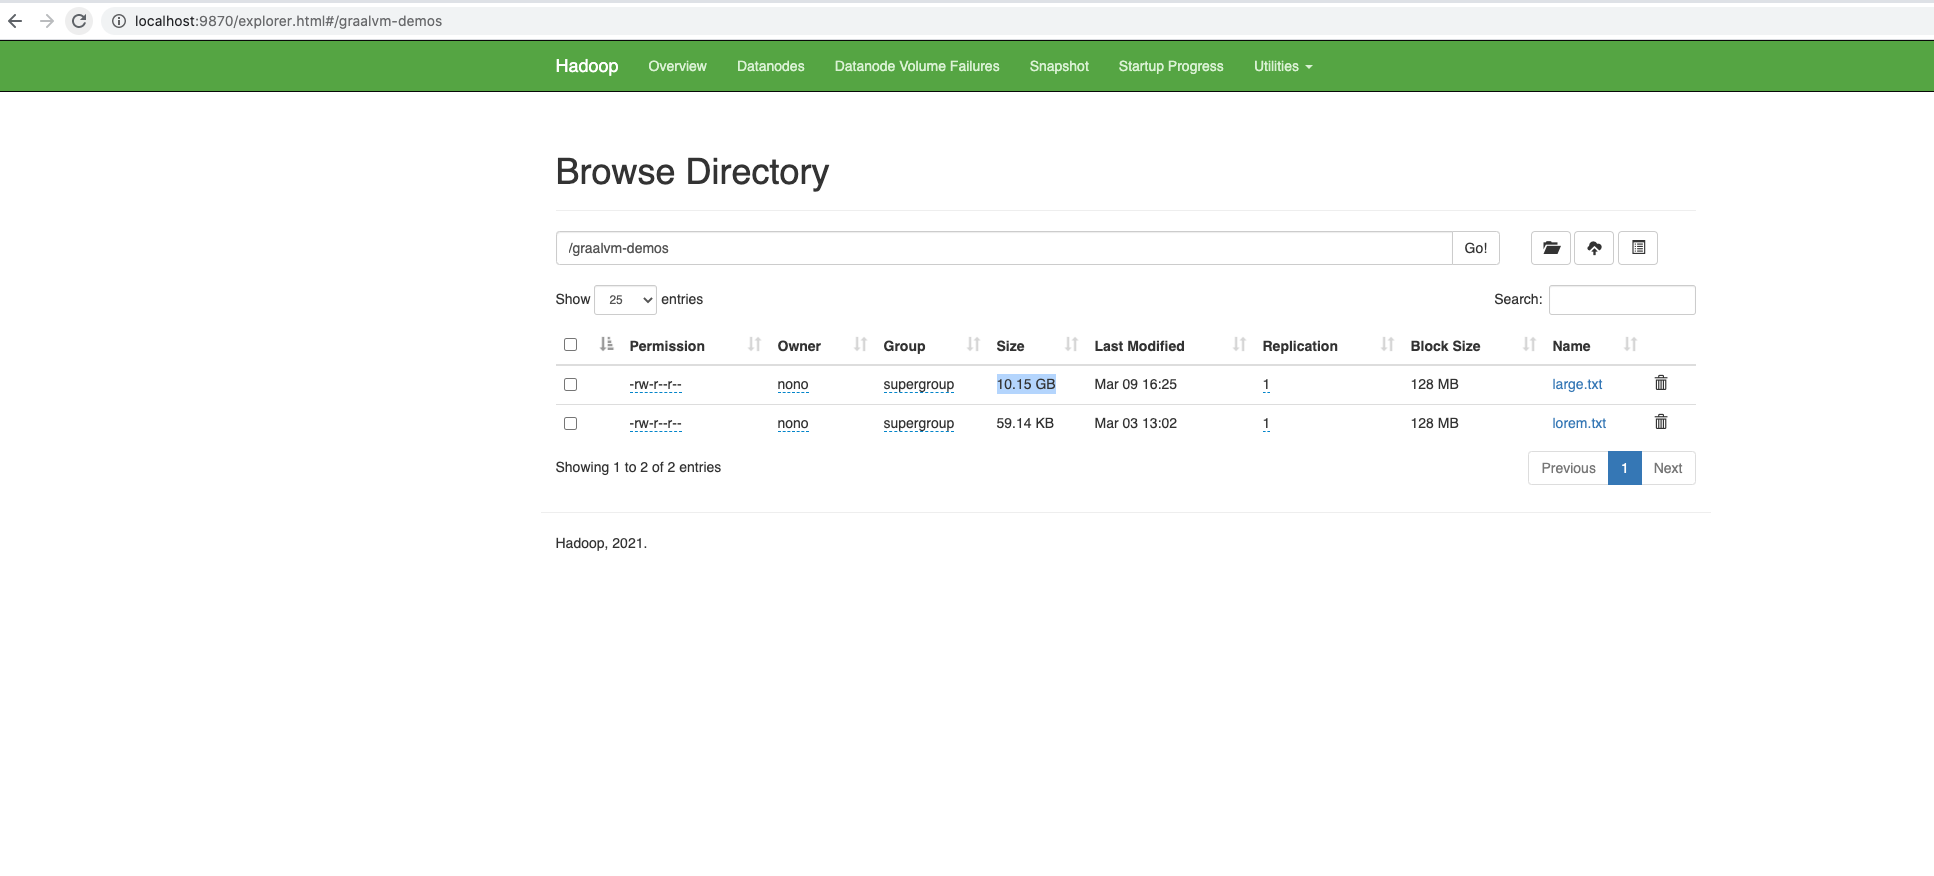 localhost:9870/explorer.html#/graalvm-demos
Hadoop Overview Datanodes Datanode Volume Failures Snapshot Startup Progress Utilities
Browse Directory
/graalvm-demos Go!
Show 25 entries Search:
Permission Owner Group Size Last Modified Replication Block Size Name
-rw-r--r-- nono supergroup 10.15 GB Mar 09 16:25 1 128 MB large.txt
-rw-r--r-- nono supergroup 59.14 KB Mar 03 13:02 1 128 MB lorem.txt
Showing 1 to 2 of 2 entries Previous 1 Next
Hadoop, 2021.